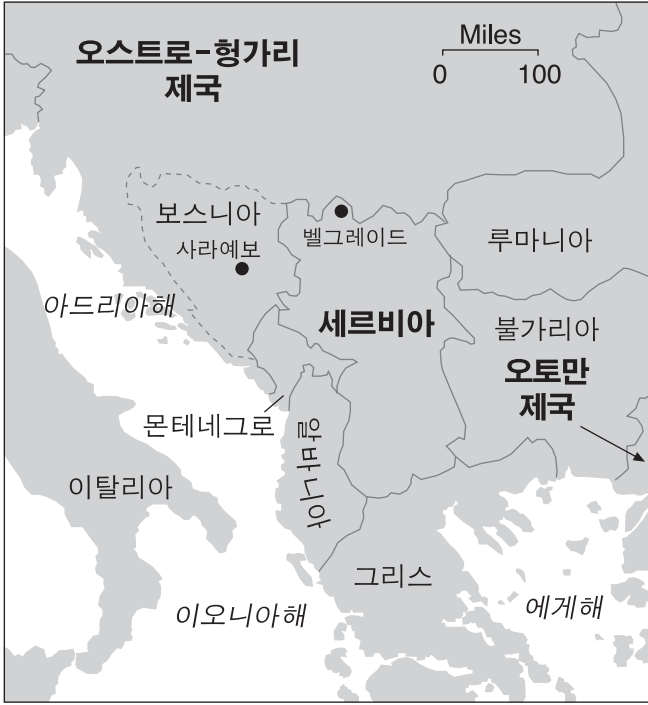 오스트로-헝가리
제국
Miles
0 100
보스니아
사라예보
벨그레이드
루마니아
아드리아해
세르비아
불가리아
오토만
제국
몬테네그로
알바니아
이탈리아
그리스
이오니아해
에게해